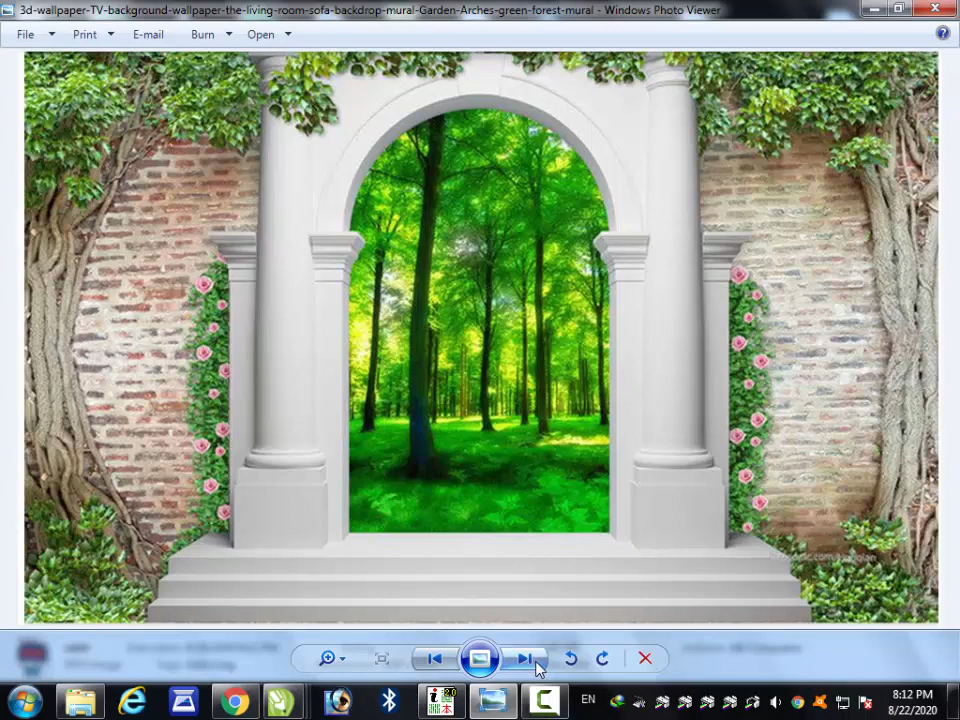 3d-wallpaper-TV-background-wallpaper-the-living-room-sofa-backdrop-mural-Garden-Arches-green-forest-mural - Windows Photo Viewer
File Print E-mail Burn Open
EN
8:12 PM
8/22/2020